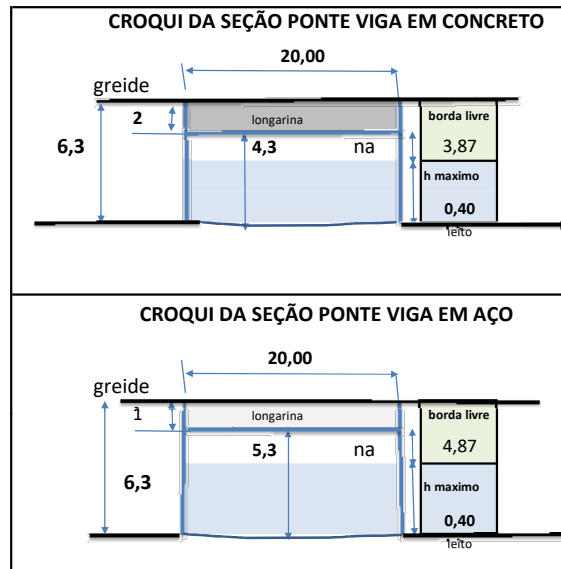 CROQUI DA SEÇÃO PONTE VIGA EM CONCRETO
20,00
greide
2
longarina
borda livre
6,3
4,3
na
3,87
h maximo
0,40
leito
CROQUI DA SEÇÃO PONTE VIGA EM AÇO
20,00
greide
1
longarina
borda livre
5,3
na
4,87
6,3
h maximo
0,40
leito